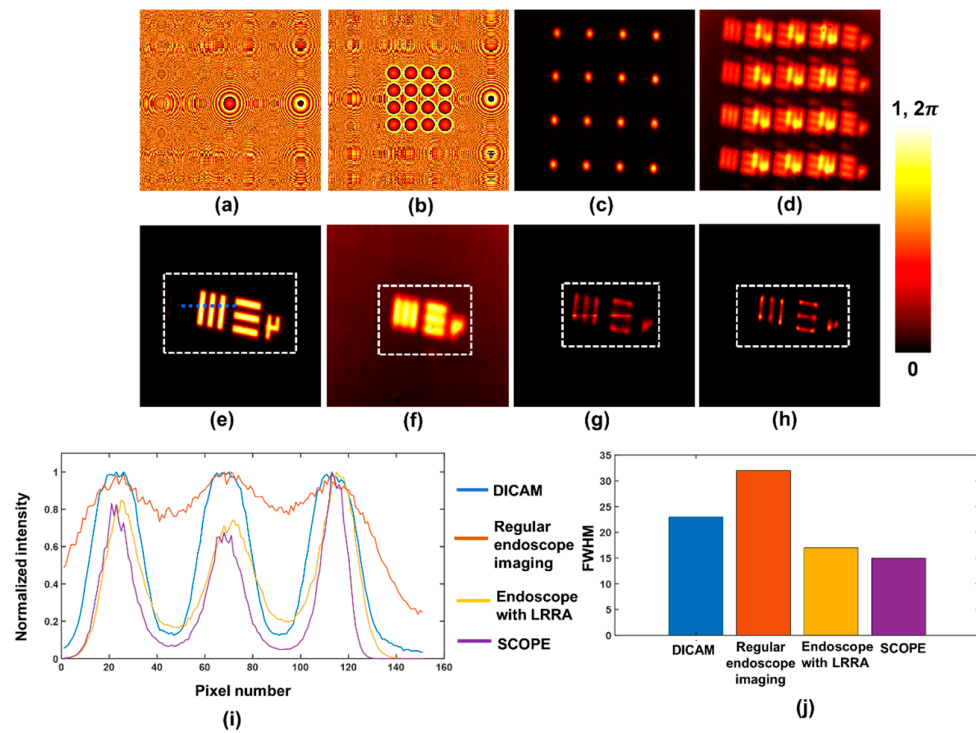 (a)
(b)
(c)
(d)
1, 2π
0
(e)
(f)
(g)
(h)
Normalized intensity
1
0.8
0.6
0.4
0.2
0
0 20 40 60 80 100 120 140 160
Pixel number
(i)
DICAM
Regular
endoscope
imaging
Endoscope
with LRRA
SCOPE
FWHM
35
30
25
20
15
10
5
0
DICAM
Regular
endoscope
imaging
Endoscope
with LRRA
SCOPE
(j)